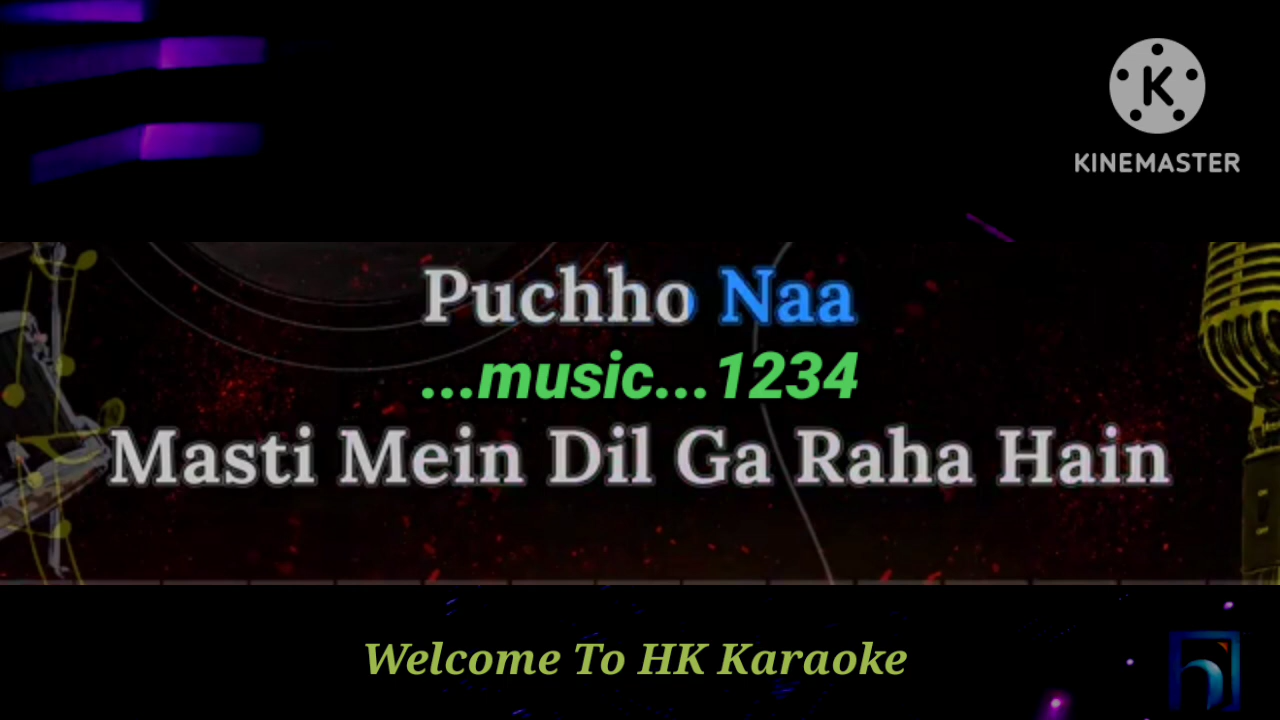 KINEMASTER
Puchho Naa
...music...1234
Masti Mein Dil Ga Raha Hain
Welcome To HK Karaoke